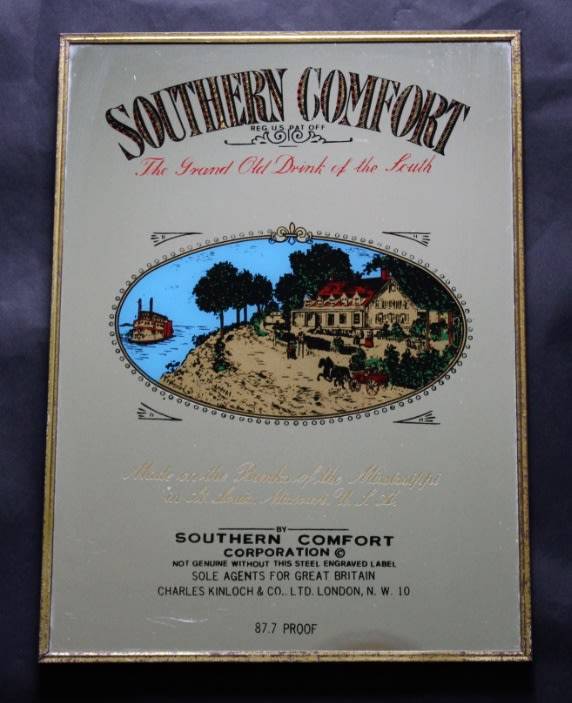 SOUTHERN COMFORT
REG. U.S. PAT OFF
The Grand Old Drink of the South
Made on the Banks of the Mississippi
in St. Louis, Missouri, U. S. A.
BY
SOUTHERN COMFORT
CORPORATION ©
NOT GENUINE WITHOUT THIS STEEL ENGRAVED LABEL
SOLE AGENTS FOR GREAT BRITAIN
CHARLES KINLOCH & CO., LTD. LONDON, N. W. 10
87.7 PROOF